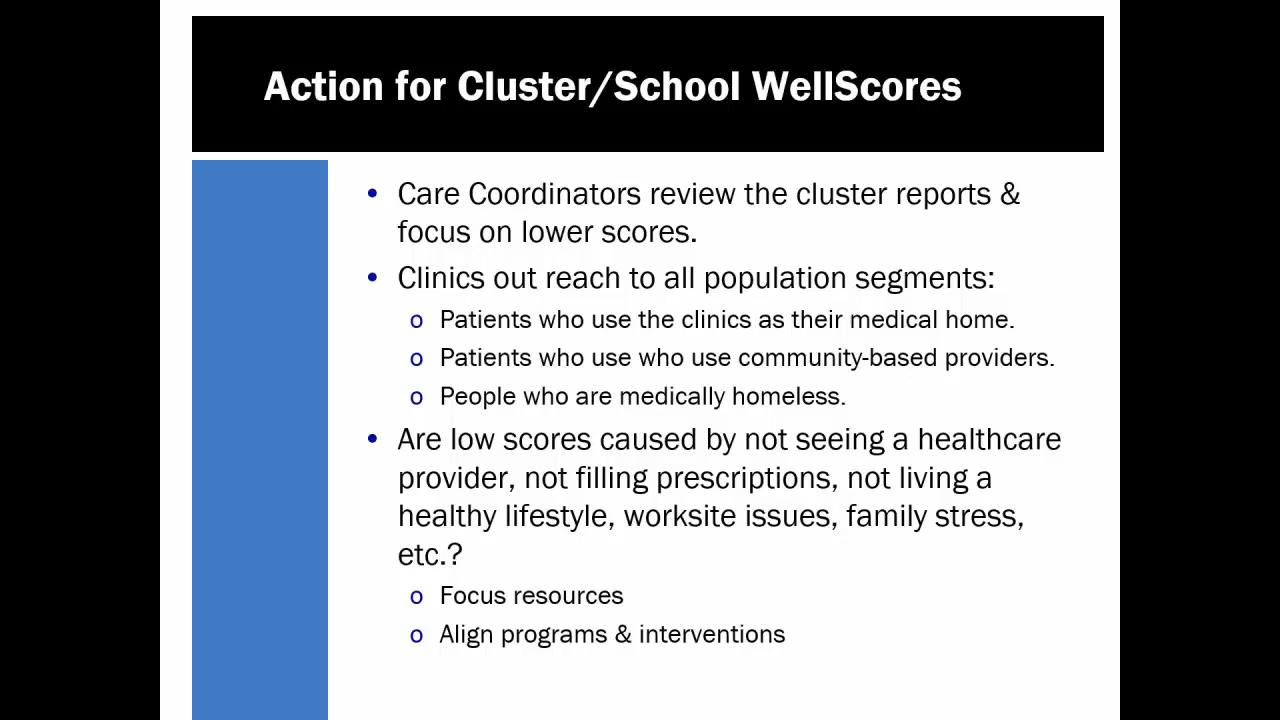 Action for Cluster/School WellScores
• Care Coordinators review the cluster reports &
focus on lower scores.
• Clinics out reach to all population segments:
o Patients who use the clinics as their medical home.
o Patients who use who use community-based providers.
o People who are medically homeless.
• Are low scores caused by not seeing a healthcare
provider, not filling prescriptions, not living a
healthy lifestyle, worksite issues, family stress,
etc.?
o Focus resources
o Align programs & interventions